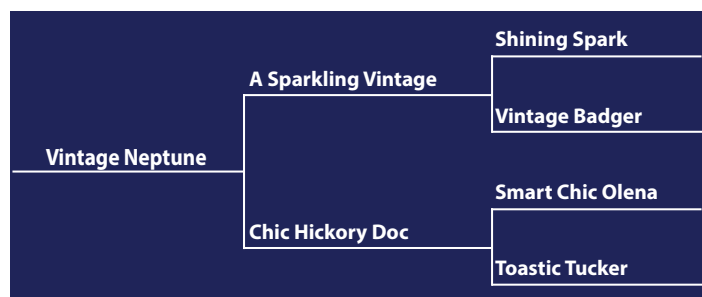 Shining Spark
A Sparkling Vintage
Vintage Badger
Vintage Neptune
Smart Chic Olena
Chic Hickory Doc
Toastic Tucker